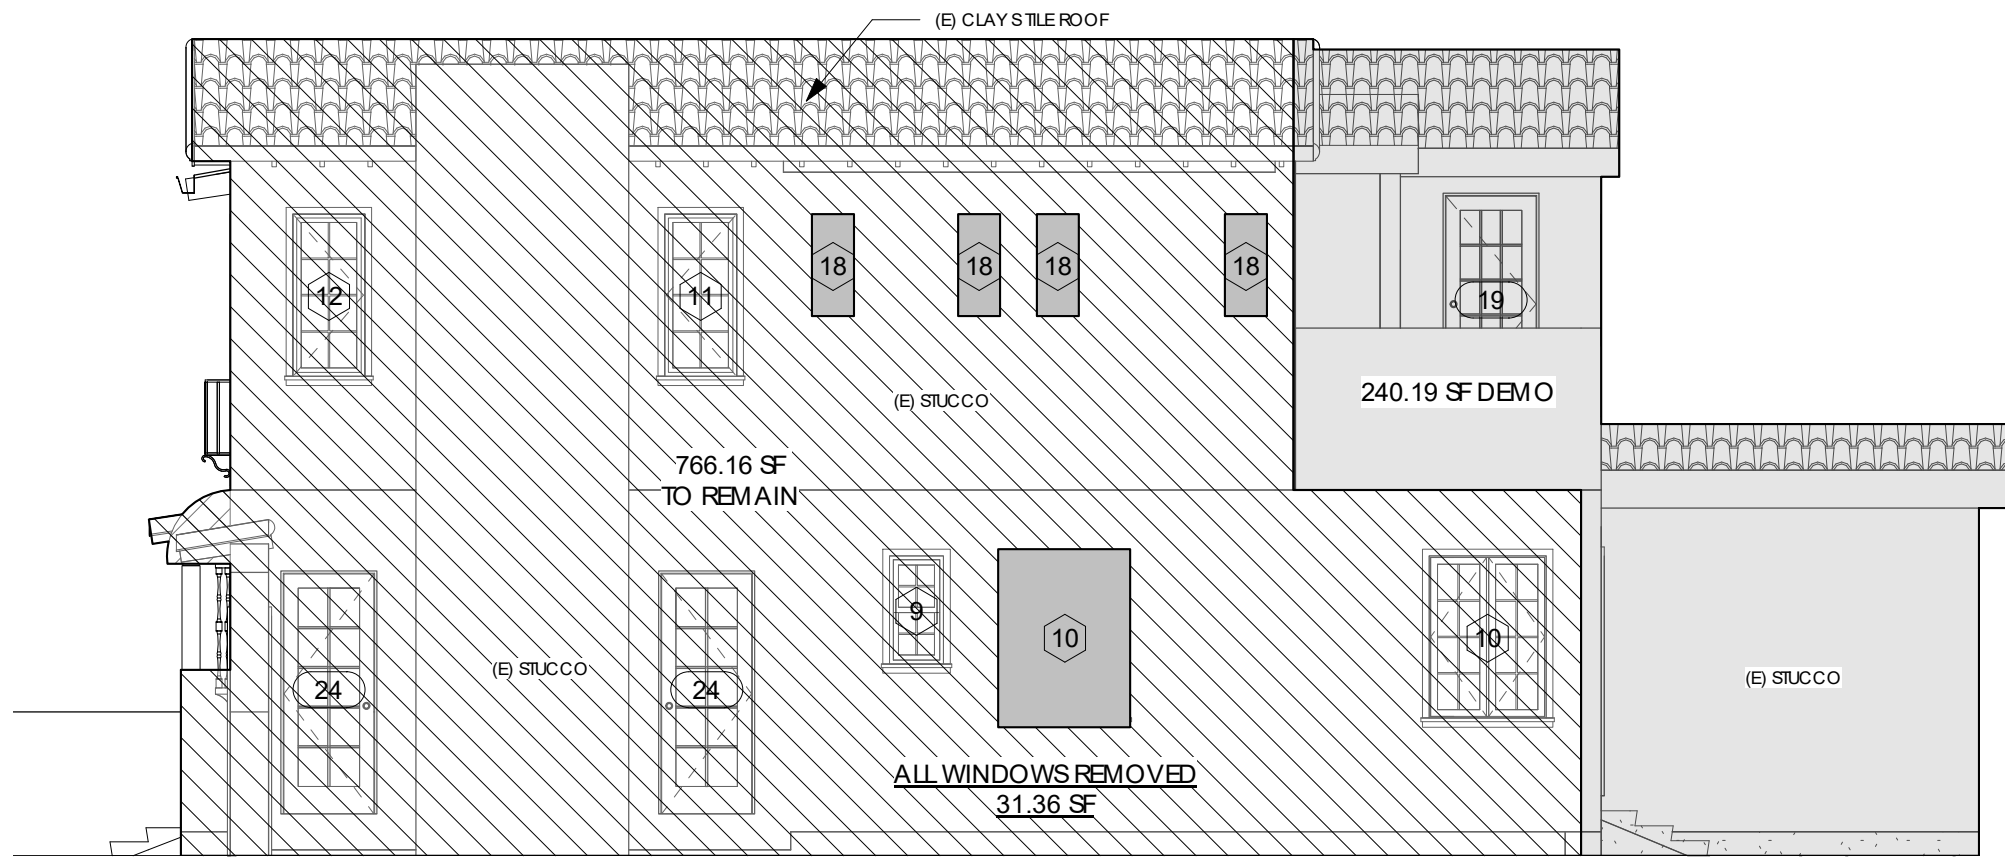 (E) CLAY S TILE ROOF
18
18
18
18
12
11
19
240.19 SF DEMO
(E) STUCCO
766.16 SF
TO REMAIN
9
10
10
(E) STUCCO
(E) STUCCO
24
24
ALL WINDOWS REMOVED
31.36 SF